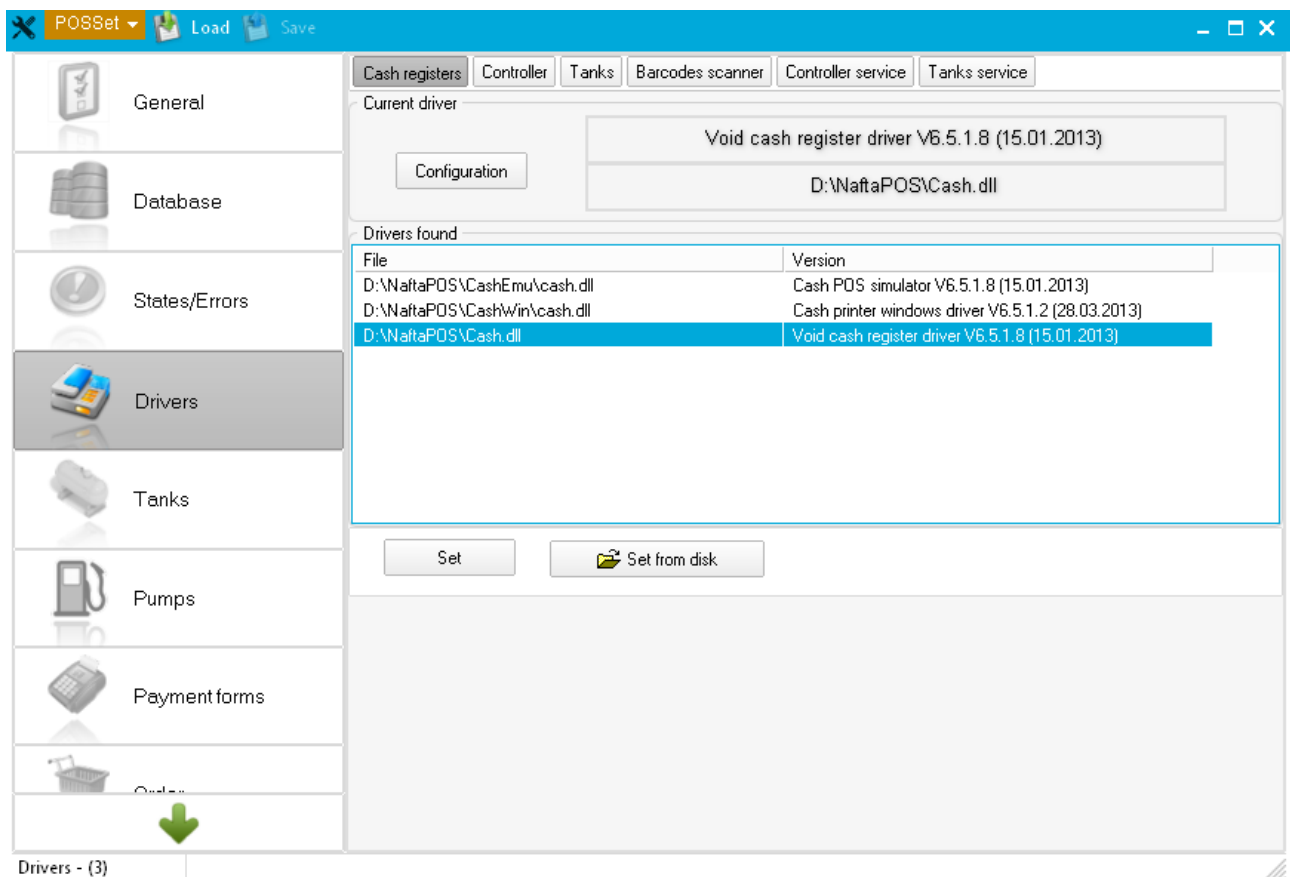 POSSet Load Save
General
Database
States/Errors
Drivers
Tanks
Pumps
Payment forms
Cash registers Controller Tanks Barcodes scanner Controller service Tanks service
Current driver
Configuration
Void cash register driver V6.5.1.8 (15.01.2013)
D:\NaftaPOS\Cash.dll
Drivers found
File Version
D:\NaftaPOS\CashEmu\cash.dll Cash POS simulator V6.5.1.8 (15.01.2013)
D:\NaftaPOS\CashWin\cash.dll Cash printer windows driver V6.5.1.2 (28.03.2013)
D:\NaftaPOS\Cash.dll Void cash register driver V6.5.1.8 (15.01.2013)
Set Set from disk
Drivers - (3)